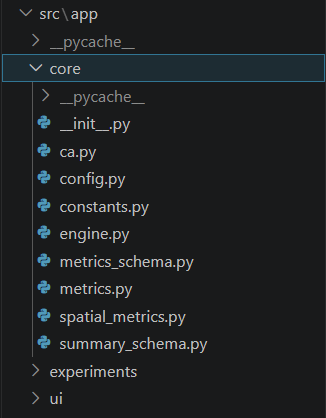 src\app
__pycache__
core
__pycache__
__init__.py
ca.py
config.py
constants.py
engine.py
metrics_schema.py
metrics.py
spatial_metrics.py
summary_schema.py
experiments
ui